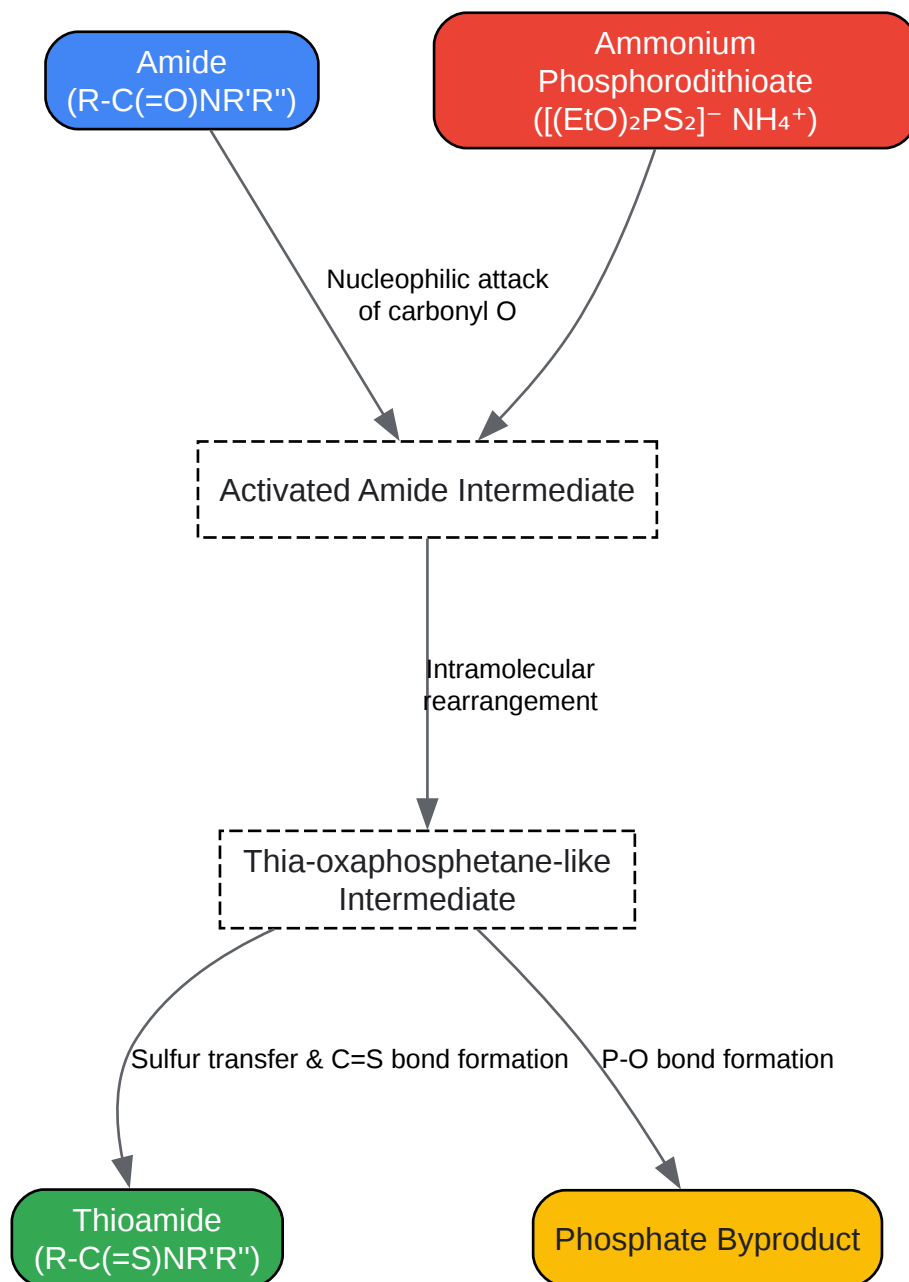 Amide
(R-C(=O)NR'R")
Ammonium
Phosphorodithioate
([(EtO)₂PS₂]⁻ NH₄⁺)
Nucleophilic attack
of carbonyl O
Activated Amide Intermediate
Intramolecular
rearrangement
Thia-oxaphosphetane-like
Intermediate
Sulfur transfer & C=S bond formation
P-O bond formation
Thioamide
(R-C(=S)NR'R")
Phosphate Byproduct